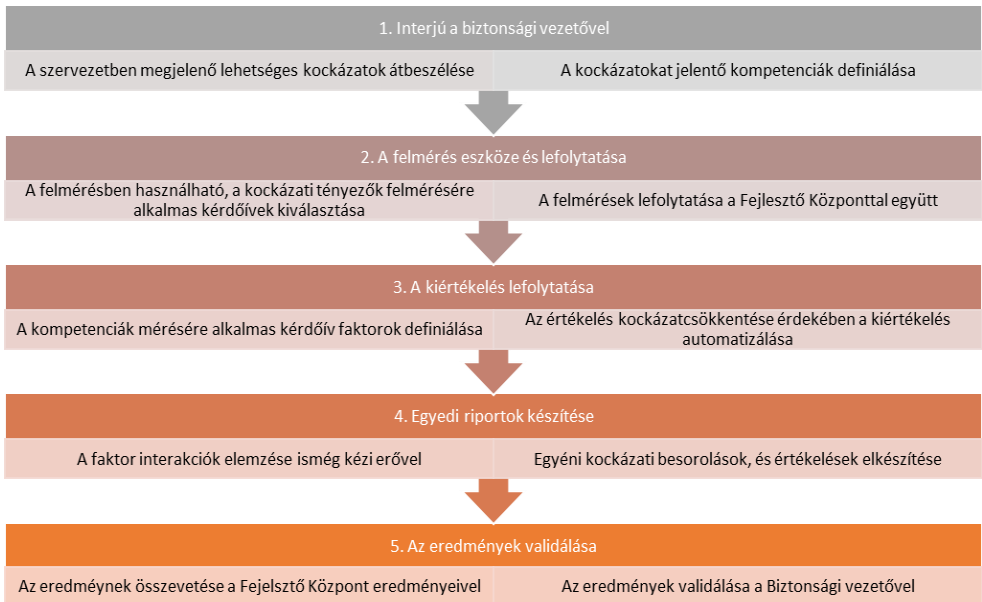 1. Interjú a biztonsági vezetővel
A szervezetben megjelenő lehetséges kockázatok átbeszélése
A kockázatokat jelentő kompetenciák definiálása
2. A felmérés eszköze és lefolytatása
A felmérésben használható, a kockázati tényezők felmérésére
alkalmas kérdőívek kiválasztása
A felmérések lefolytatása a Fejlesztő Központtal együtt
3. A kiértékelés lefolytatása
A kompetenciák mérésére alkalmas kérdőív faktorok definiálása
Az értékelés kockázatcsökkentése érdekében a kiértékelés
automatizálása
4. Egyedi riportok készítése
A faktor interakciók elemzése ismég kézi erővel
Egyéni kockázati besorolások, és értékelések elkészítése
5. Az eredmények validálása
Az eredméynek összevetése a Fejelsztő Központ eredményeivel
Az eredmények validálása a Biztonsági vezetővel